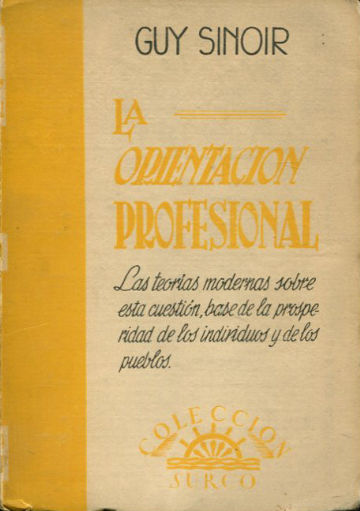 GUY SINOIR
LA
ORIENTACION
PROFESIONAL
Las teorías modernas sobre
esta cuestión, base de la prospe-
ridad de los individuos y de los
pueblos.
COLECCION
SURCO